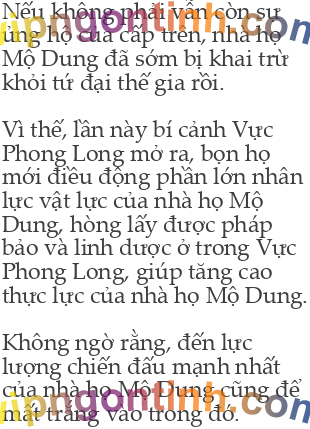 Nếu không phải vẫn còn sự
ủng hộ của cấp trên, nhà họ
Mộ Dung đã sớm bị khai trừ
khỏi tứ đại thế gia rồi.
Vì thế, lần này bí cảnh Vực
Phong Long mở ra, bọn họ
mới điều động phần lớn nhân
lực vật lực của nhà họ Mộ
Dung, hòng lấy được pháp
bảo và linh dược ở trong Vực
Phong Long, giúp tăng cao
thực lực của nhà họ Mộ Dung.
Không ngờ rằng, đến lực
lượng chiến đấu mạnh nhất
của nhà họ Mộ Dung cũng để
mất trắng vào trong đó.